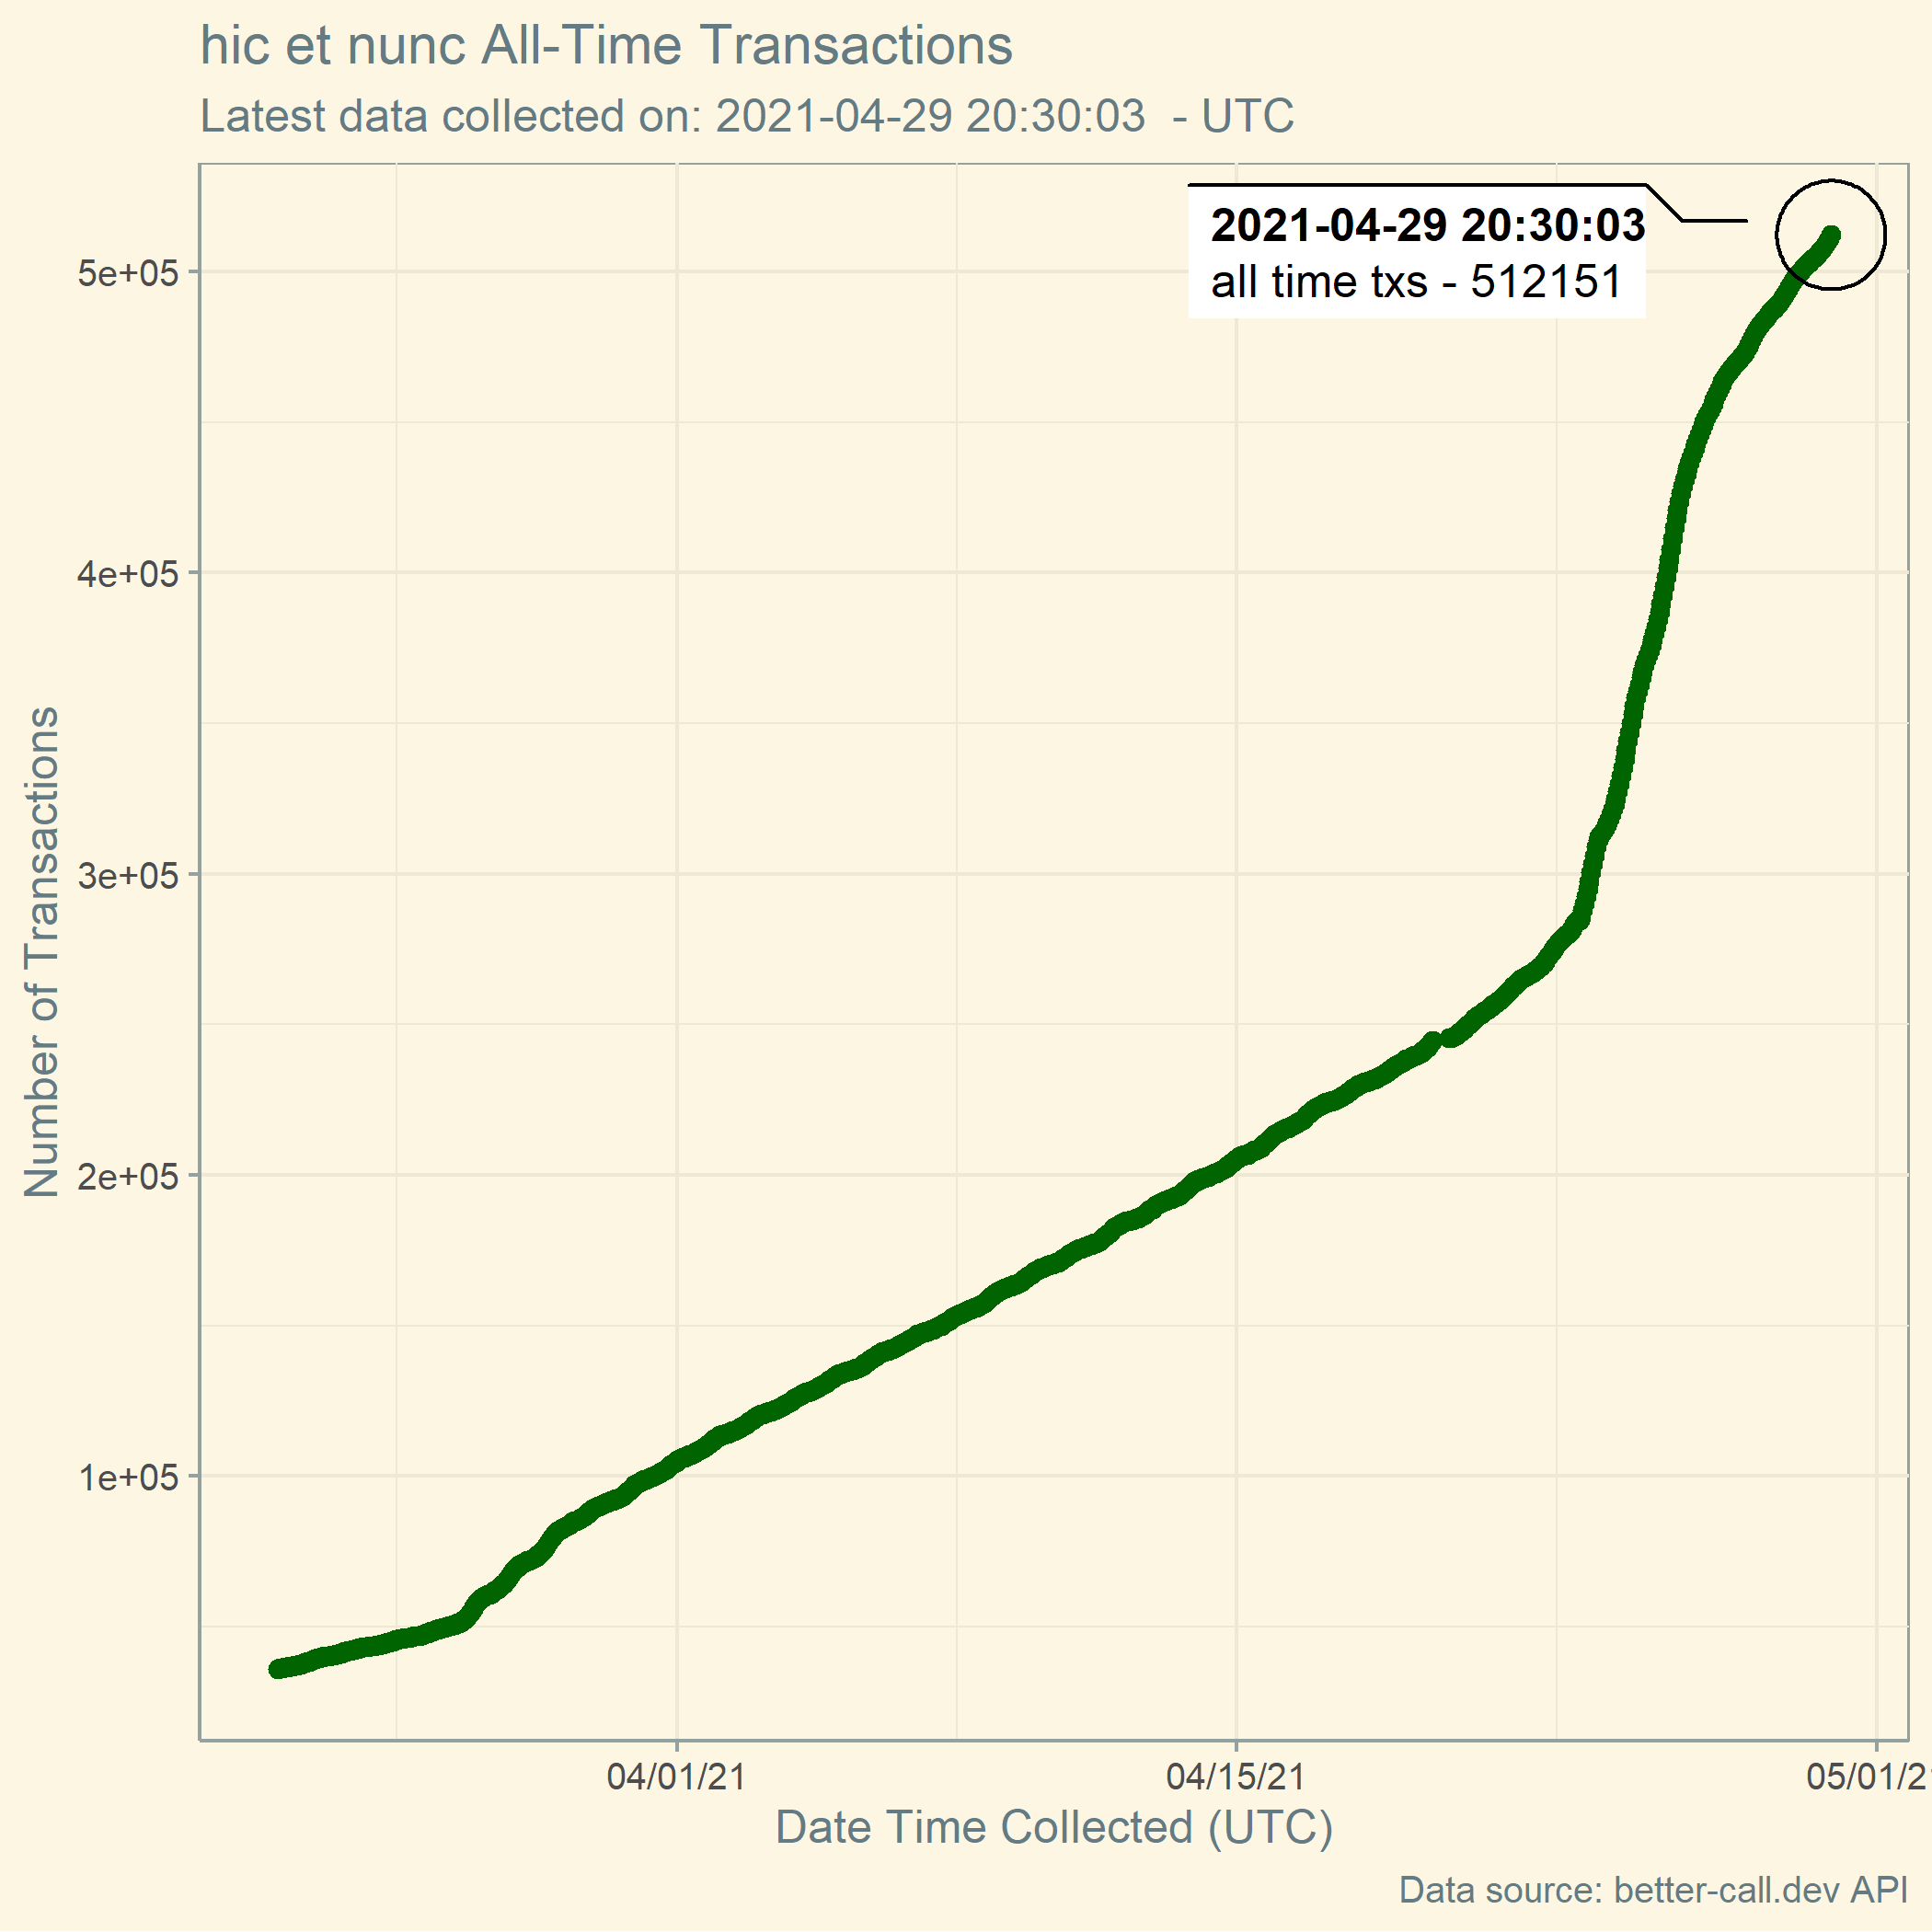 hic et nunc All-Time Transactions
Latest data collected on: 2021-04-29 20:30:03  - UTC
2021-04-29 20:30:03
all time txs - 512151
5e+05
4e+05
3e+05
2e+05
1e+05
Number of Transactions
04/01/21 04/15/21 05/01/2
Date Time Collected (UTC)
Data source: better-call.dev API